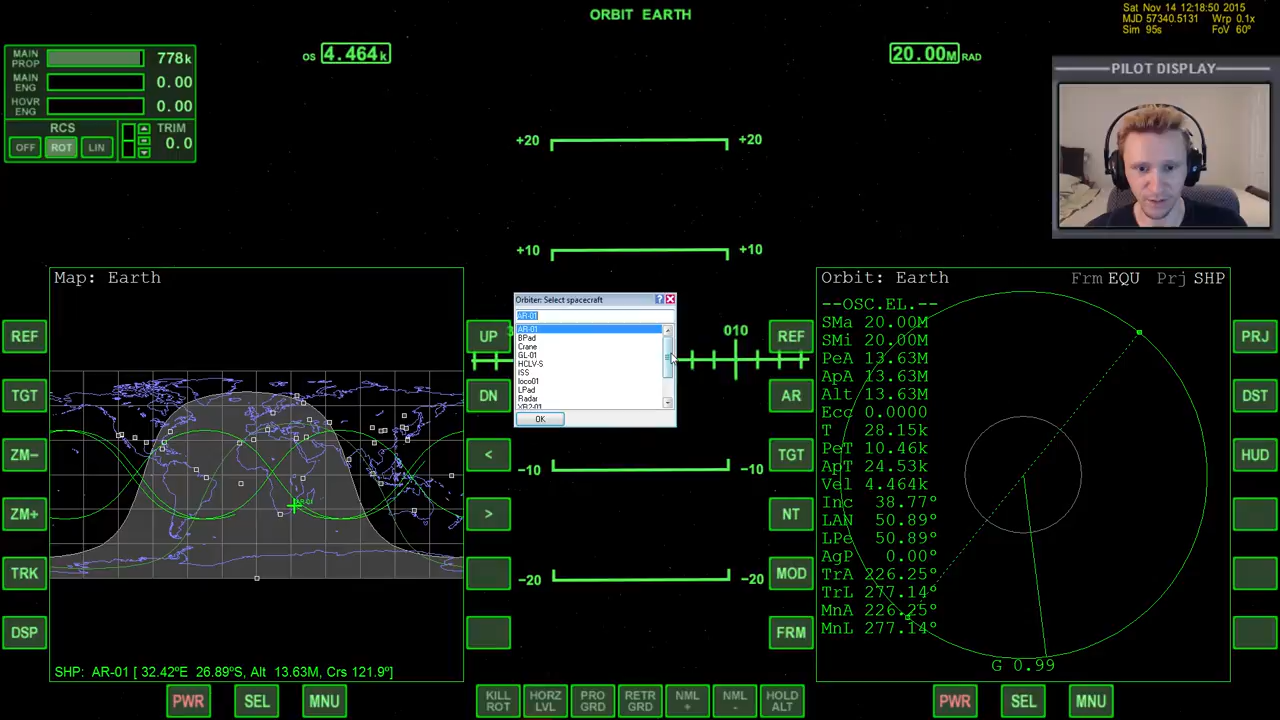 ORBIT EARTH
Sat Nov 14 12:18:50 2015
MJD 57340.5131 Wrp 0.1x
Sim 95s FoV 60°
MAIN PROP 778k
MAIN ENG 0.00
HOVR ENG 0.00
RCS TRIM
OFF ROT LIN 0.0
OS 4.464k
20.00M RAD
PILOT DISPLAY
+20 +20
+10 +10
010
-10 -10
-20 -20
Map: Earth
REF
TGT
ZM-
ZM+
TRK
DSP
AR-01
SHP: AR-01 [ 32.42ºE 26.89ºS, Alt 13.63M, Crs 121.9º]
PWR SEL MNU
UP
DN
<
>
Orbiter: Select spacecraft ?
AR-01
AR-01
BPad
Crane
GL-01
HCLV-S
ISS
loco01
LPad
Radar
XR2-01
OK
KILL ROT
HORZ LVL
PRO GRD
RETR GRD
NML +
NML -
HOLD ALT
REF
AR
TGT
NT
MOD
FRM
Orbit: Earth Frm EQU Prj SHP
--OSC.EL.--
SMa 20.00M
SMi 20.00M
PeA 13.63M
ApA 13.63M
Alt 13.63M
Ecc 0.0000
T 28.15k
PeT 10.46k
ApT 24.53k
Vel 4.464k
Inc 38.77°
LAN 50.89°
LPe 50.89°
AgP 0.00°
TrA 226.25°
TrL 277.14°
MnA 226.25°
MnL 277.14°
G 0.99
PRJ
DST
HUD
PWR SEL MNU